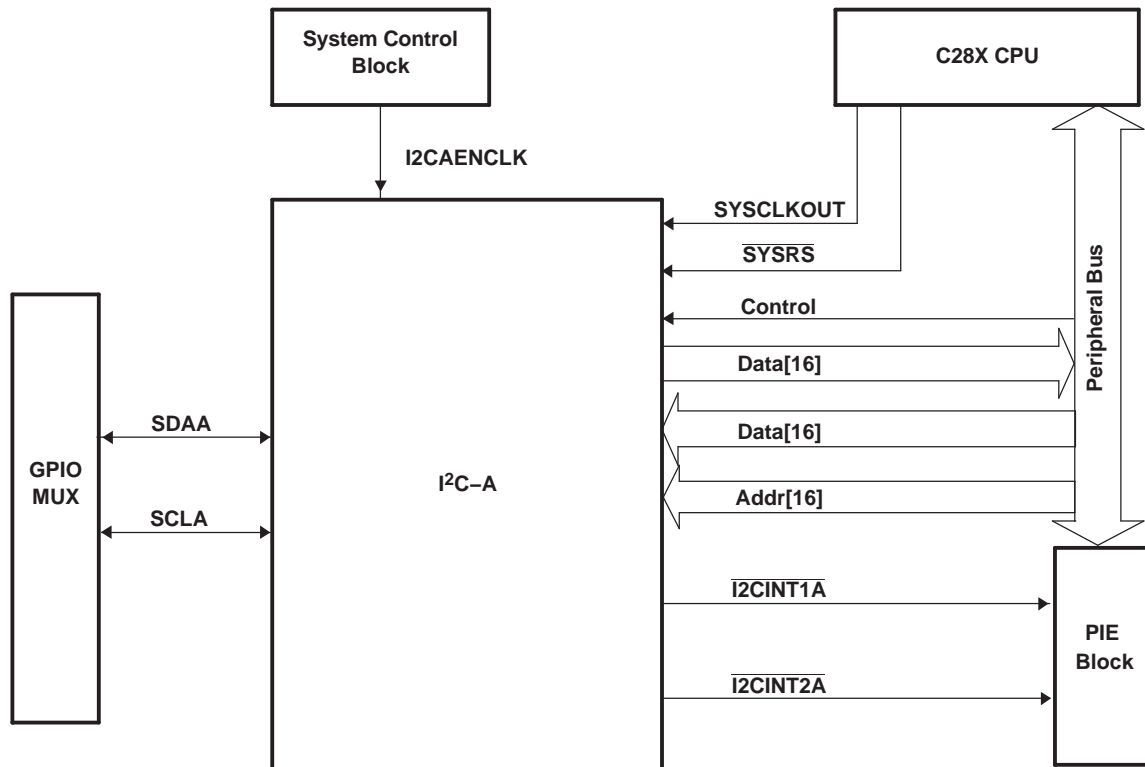 System Control
Block
C28X CPU
I2CAENCLK
SYSCLKOUT
SYSRS
Control
Data[16]
Data[16]
Addr[16]
Peripheral Bus
SDAA
SCLA
GPIO
MUX
I²C–A
I2CINT1A
I2CINT2A
PIE
Block